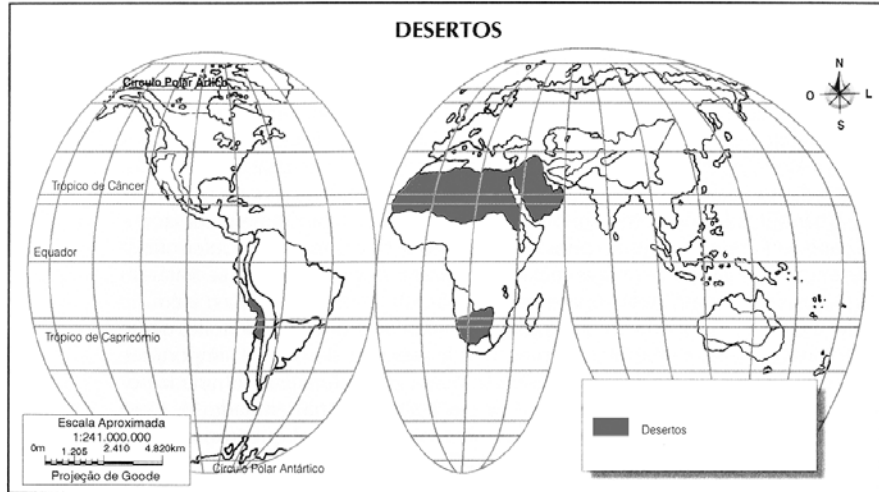 DESERTOS
Círculo Polar Ártico
N
O L
S
Trópico de Câncer
Equador
Trópico de Capricórnio
Escala Aproximada
1:241.000.000
0m 2.410 4.820km
1.205
Projeção de Goode
Círculo Polar Antártico
Desertos